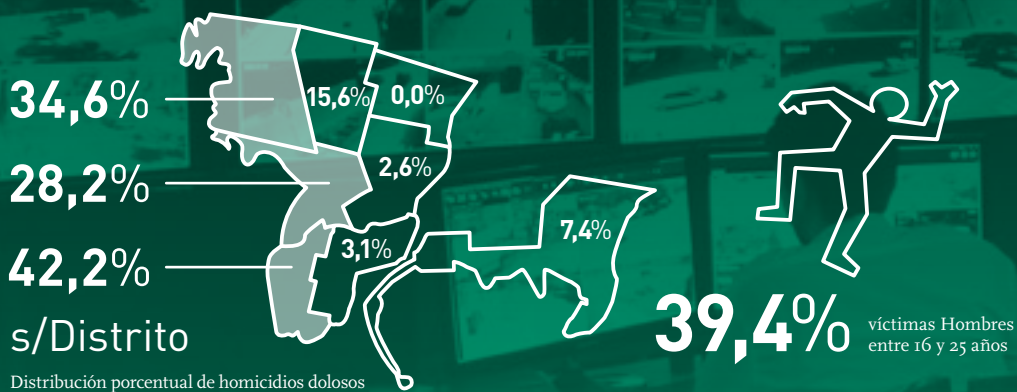 34,6%
15,6%
0,0%
28,2%
2,6%
42,2%
3,1%
7,4%
s/Distrito
Distribución porcentual de homicidios dolosos
39,4%
víctimas Hombres
entre 16 y 25 años